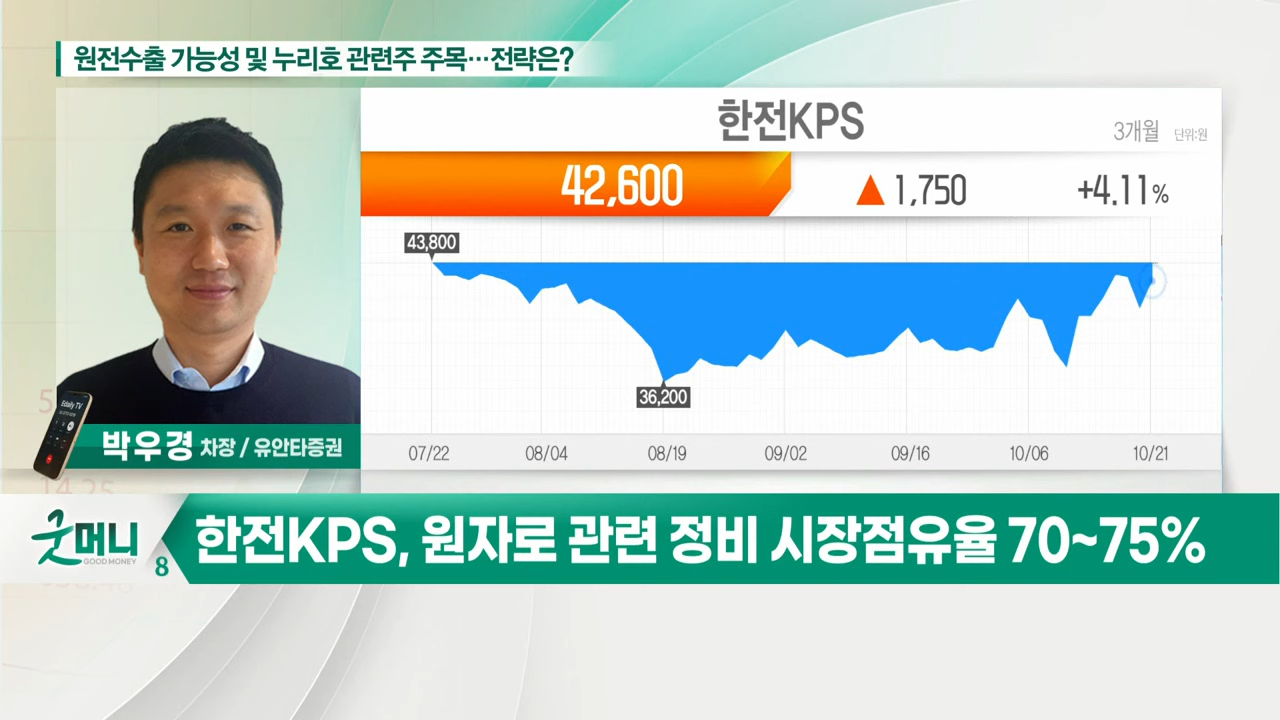 원전수출 가능성 및 누리호 관련주 주목…전략은?
한전KPS
3개월 단위:원
42,600 ▲ 1,750 +4.11%
43,800
36,200
07/22 08/04 08/19 09/02 09/16 10/06 10/21
Edaily TV
박우경 차장 / 유안타증권
굿머니
GOOD MONEY
8
한전KPS, 원자로 관련 정비 시장점유율 70~75%